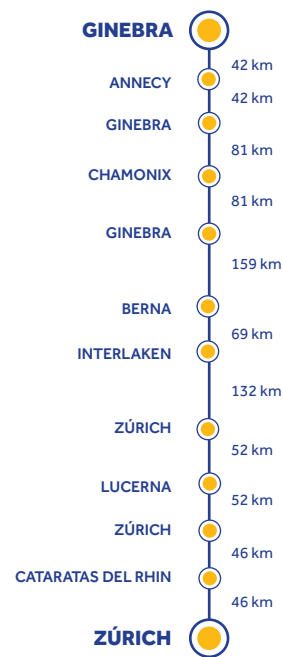 GINEBRA
42 km
ANNECY
42 km
GINEBRA
81 km
CHAMONIX
81 km
GINEBRA
159 km
BERNA
69 km
INTERLAKEN
132 km
ZÚRICH
52 km
LUCERNA
52 km
ZÚRICH
46 km
CATARATAS DEL RHIN
46 km
ZÚRICH